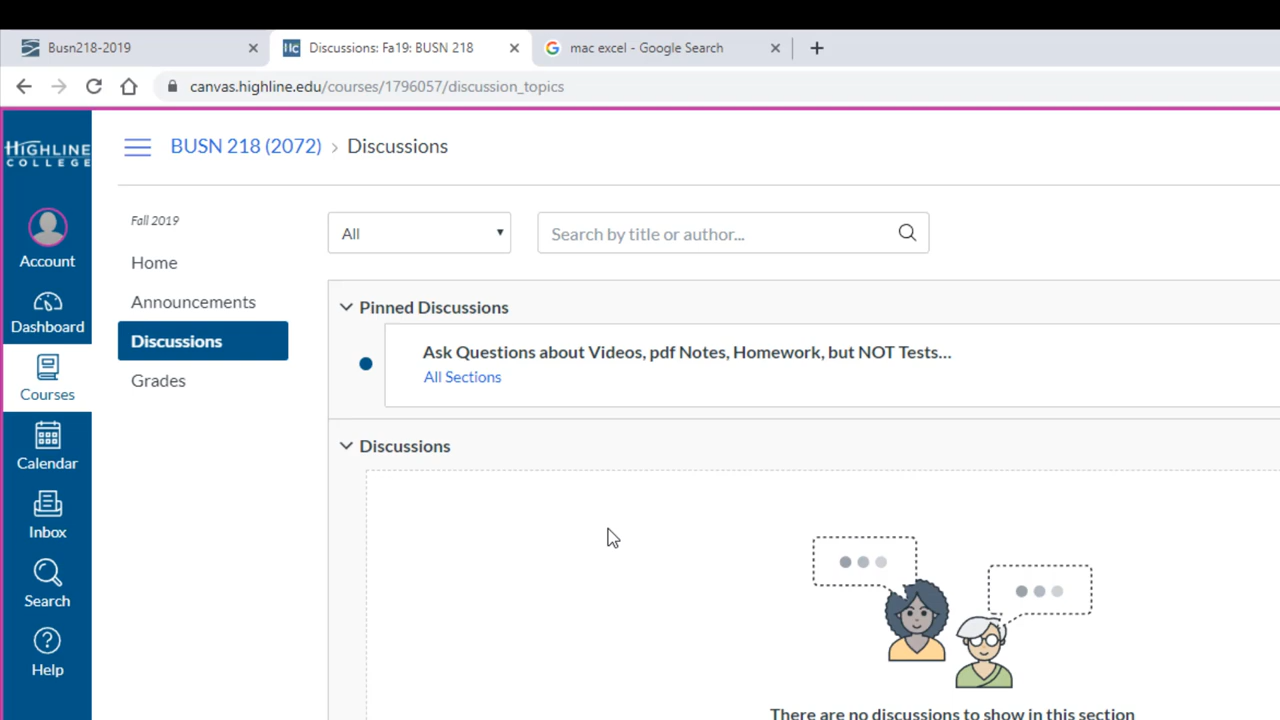 Busn218-2019
Discussions: Fa19: BUSN 218
mac excel - Google Search
canvas.highline.edu/courses/1796057/discussion_topics
HIGHLINE
COLLEGE
BUSN 218 (2072) › Discussions
Account
Dashboard
Courses
Calendar
Inbox
Search
Help
Fall 2019
Home
Announcements
Discussions
Grades
All
Search by title or author...
Pinned Discussions
Ask Questions about Videos, pdf Notes, Homework, but NOT Tests...
All Sections
Discussions
There are no discussions to show in this section